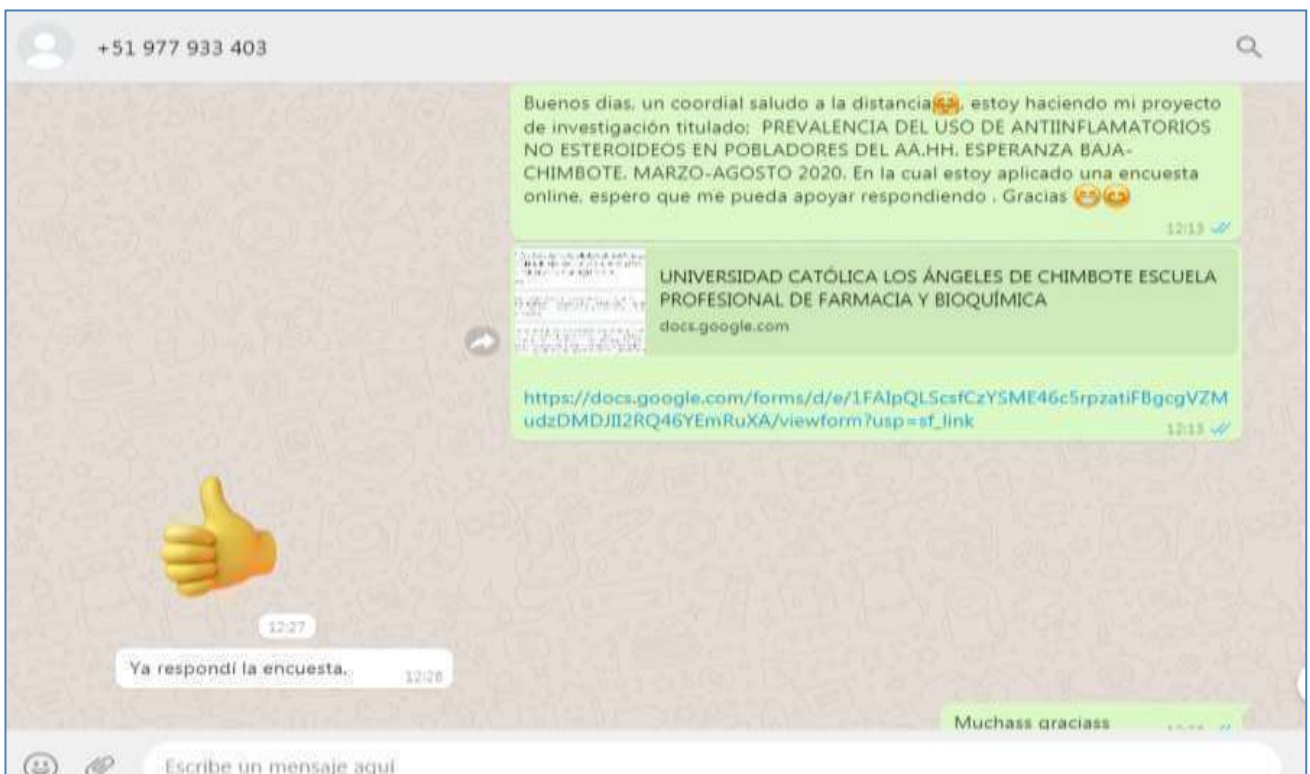 +51 977 933 403
Buenos dias, un coordial saludo a la distancia😁, estoy haciendo mi proyecto
de investigación titulado: PREVALENCIA DEL USO DE ANTIINFLAMATORIOS
NO ESTEROIDEOS EN POBLADORES DEL AA.HH. ESPERANZA BAJA-
CHIMBOTE. MARZO-AGOSTO 2020. En la cual estoy aplicado una encuesta
online, espero que me pueda apoyar respondiendo . Gracias 😁😁
12:13
UNIVERSIDAD CATÓLICA LOS ÁNGELES DE CHIMBOTE ESCUELA
PROFESIONAL DE FARMACIA Y BIOQUÍMICA
docs.google.com
https://docs.google.com/forms/d/e/1FAIpQLScsfCzYSME46c5rpzatiFBgcgVZM
udzDMDJII2RQ46YEmRuXA/viewform?usp=sf_link
12:13
12:27
Ya respondí la encuesta.
12:28
Muchass graciass
Escribe un mensaje aquí